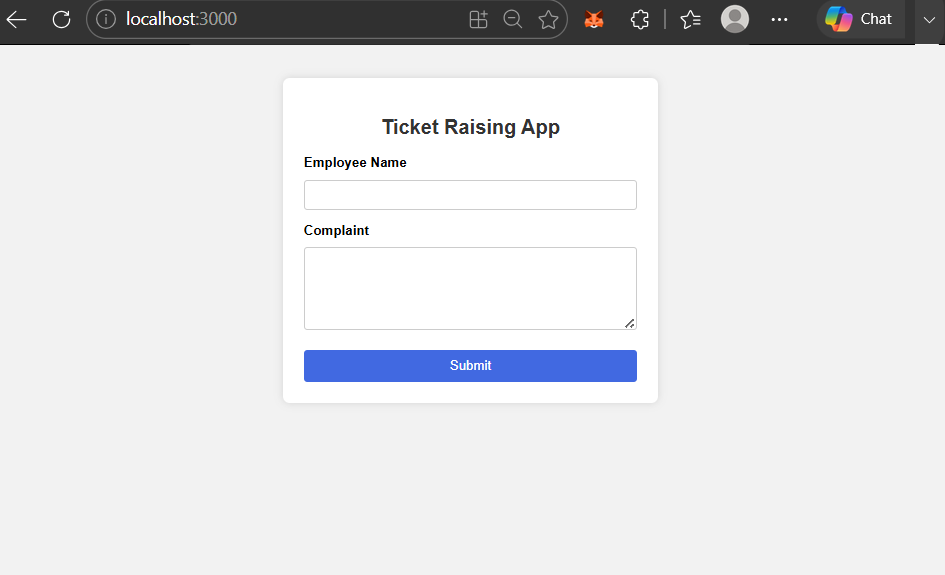 localhost:3000
Chat
Ticket Raising App
Employee Name
Complaint
Submit